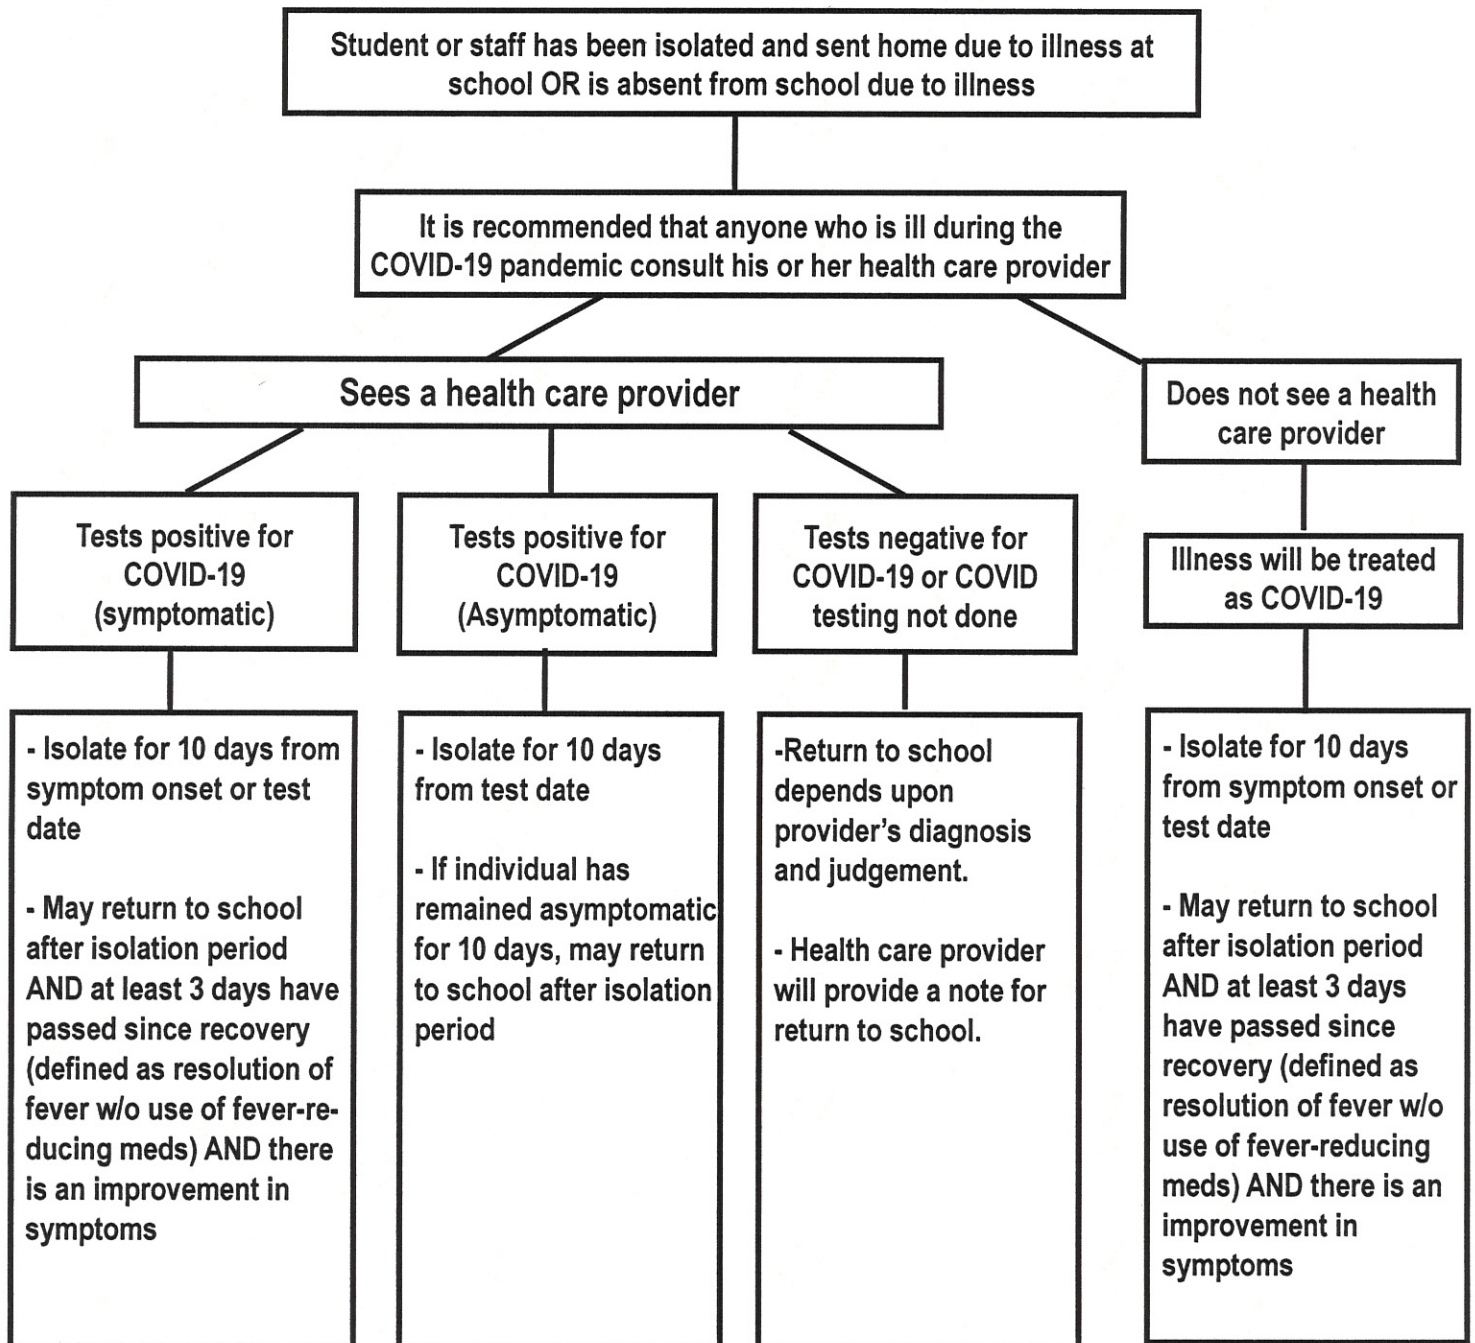 Student or staff has been isolated and sent home due to illness at
school OR is absent from school due to illness
It is recommended that anyone who is ill during the
COVID-19 pandemic consult his or her health care provider
Sees a health care provider
Does not see a health
care provider
Tests positive for
COVID-19
(symptomatic)
Tests positive for
COVID-19
(Asymptomatic)
Tests negative for
COVID-19 or COVID
testing not done
Illness will be treated
as COVID-19
- Isolate for 10 days from
symptom onset or test
date
- May return to school
after isolation period
AND at least 3 days have
passed since recovery
(defined as resolution of
fever w/o use of fever-re-
ducing meds) AND there
is an improvement in
symptoms
- Isolate for 10 days
from test date
- If individual has
remained asymptomatic
for 10 days, may return
to school after isolation
period
-Return to school
depends upon
provider's diagnosis
and judgement.
- Health care provider
will provide a note for
return to school.
- Isolate for 10 days
from symptom onset or
test date
- May return to school
after isolation period
AND at least 3 days
have passed since
recovery (defined as
resolution of fever w/o
use of fever-reducing
meds) AND there is an
improvement in
symptoms